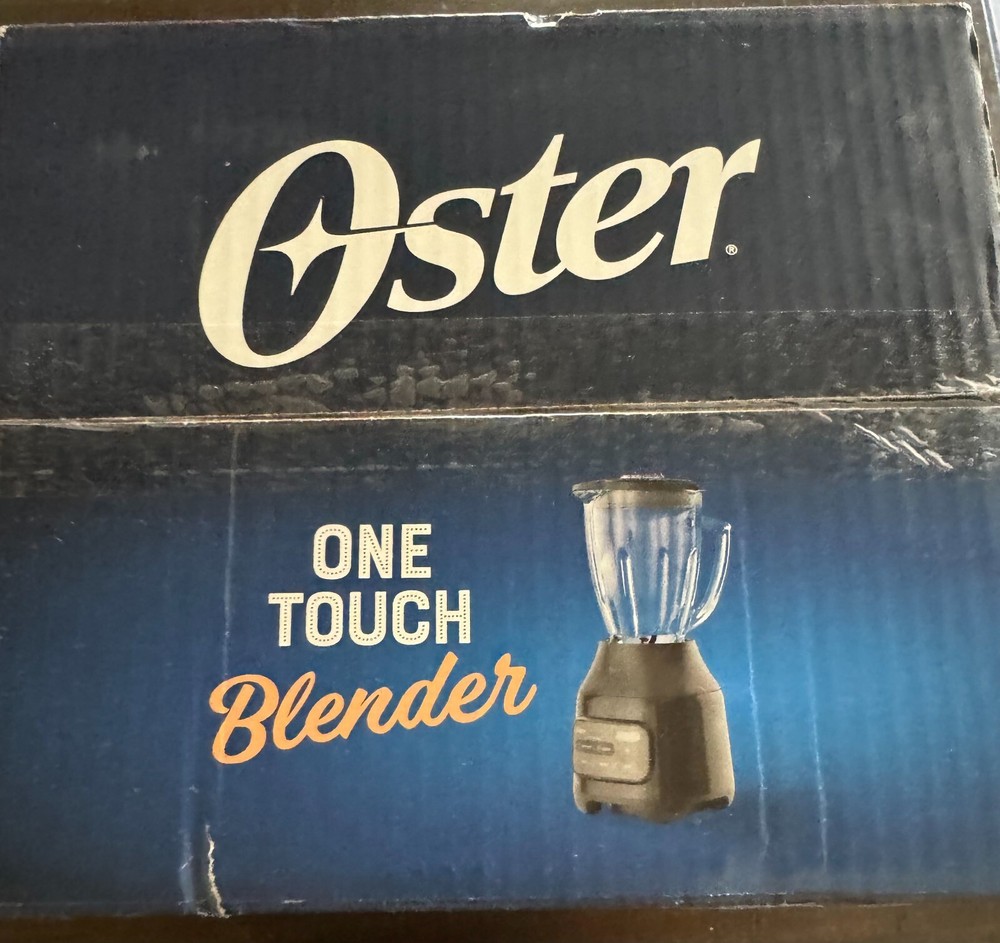 Oster®
ONE
TOUCH
Blender